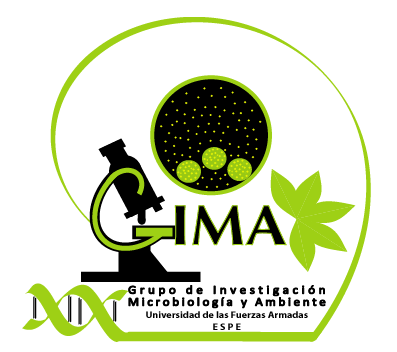 GIMA
Grupo de Investigación
Microbiología y Ambiente
Universidad de las Fuerzas Armadas
ESPE